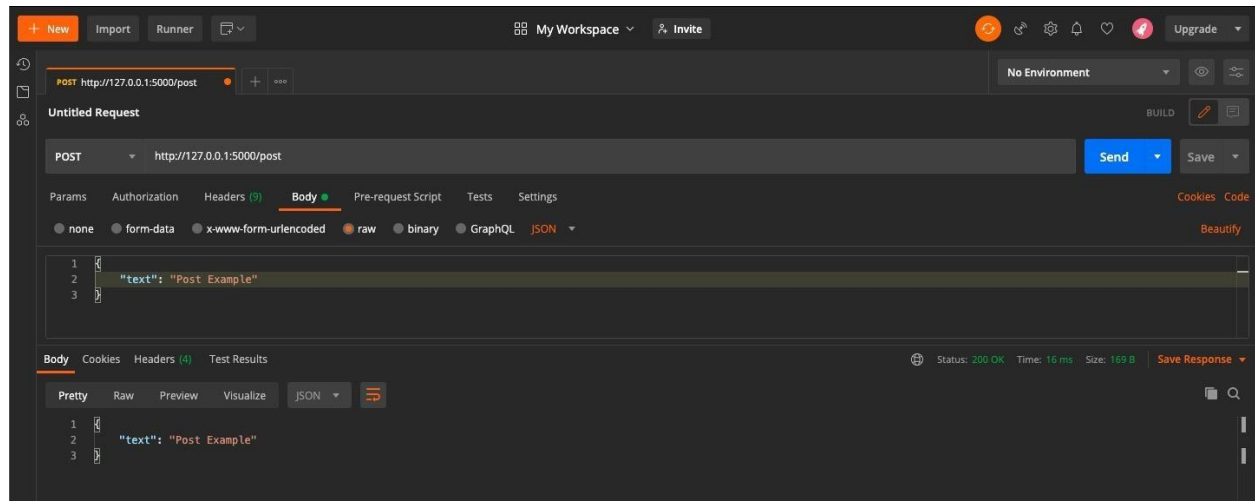 + New Import Runner My Workspace Invite Upgrade
POST http://127.0.0.1:5000/post + ooo No Environment
Untitled Request BUILD
POST http://127.0.0.1:5000/post Send Save
Params Authorization Headers (9) Body Pre-request Script Tests Settings Cookies Code
none form-data x-www-form-urlencoded raw binary GraphQL JSON Beautify
1 {
2 "text": "Post Example"
3 }
Body Cookies Headers (4) Test Results Status: 200 OK Time: 16 ms Size: 169 B Save Response
Pretty Raw Preview Visualize JSON
1 {
2 "text": "Post Example"
3 }